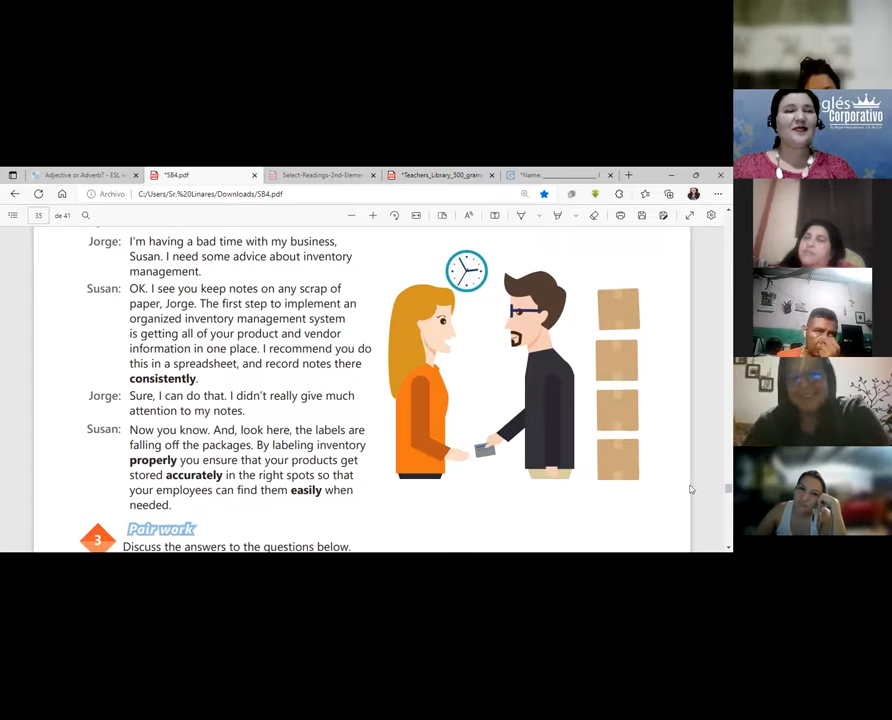 glés
Corporativo
Adjective or Adverb? - ESL w
*SB4.pdf
Select-Readings-2nd-Elemen
*Teachers_Library_500_gram
*Name: ____________ (
Archivo
C:/Users/Sr.%20Linares/Downloads/SB4.pdf
35
de 41
Jorge: I'm having a bad time with my business,
Susan. I need some advice about inventory
management.
Susan: OK. I see you keep notes on any scrap of
paper, Jorge. The first step to implement an
organized inventory management system
is getting all of your product and vendor
information in one place. I recommend you do
this in a spreadsheet, and record notes there
consistently.
Jorge: Sure, I can do that. I didn't really give much
attention to my notes.
Susan: Now you know. And, look here, the labels are
falling off the packages. By labeling inventory
properly you ensure that your products get
stored accurately in the right spots so that
your employees can find them easily when
needed.
3
Pair work
Discuss the answers to the questions below.